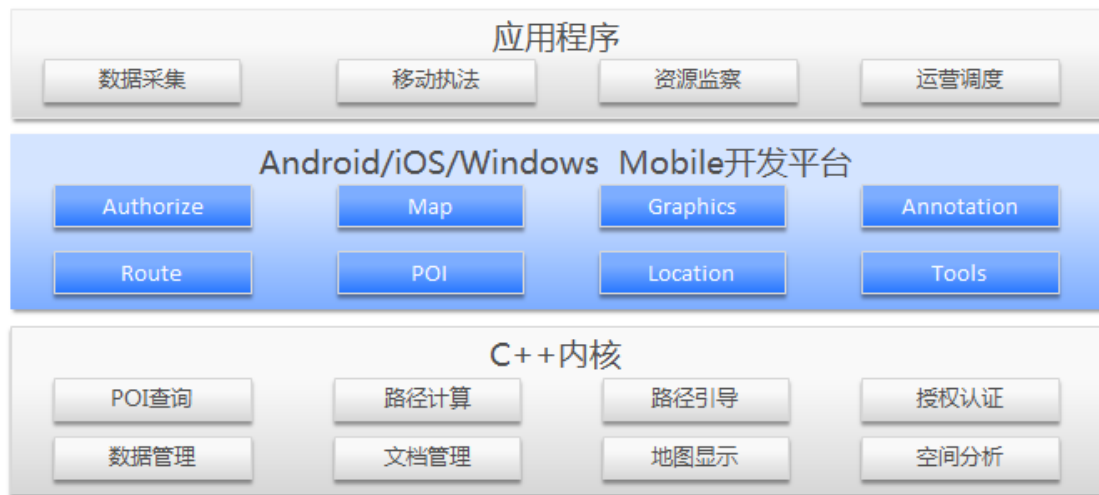 应用程序
数据采集 移动执法 资源监察 运营调度
Android/iOS/Windows Mobile开发平台
Authorize Map Graphics Annotation
Route POI Location Tools
C++内核
POI查询 路径计算 路径引导 授权认证
数据管理 文档管理 地图显示 空间分析